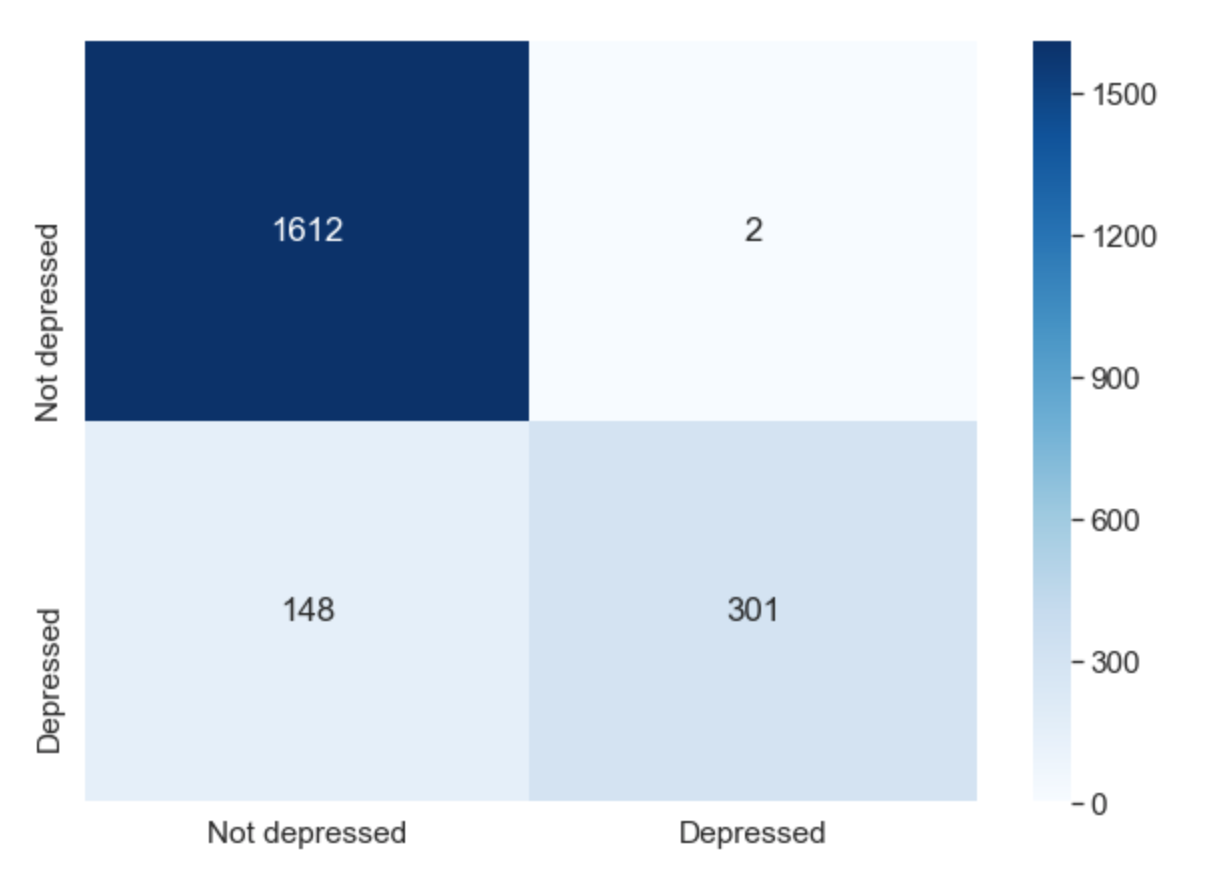 Not depressed
1612
2
Depressed
148
301
Not depressed
Depressed
1500
1200
900
600
300
0